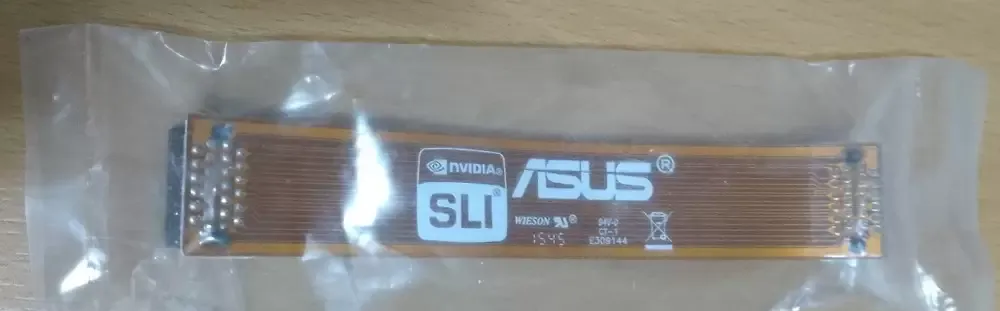 NVIDIA®
SLI®
ASUS®
WIESON ®
1545
94V-0
CT-1
E309144